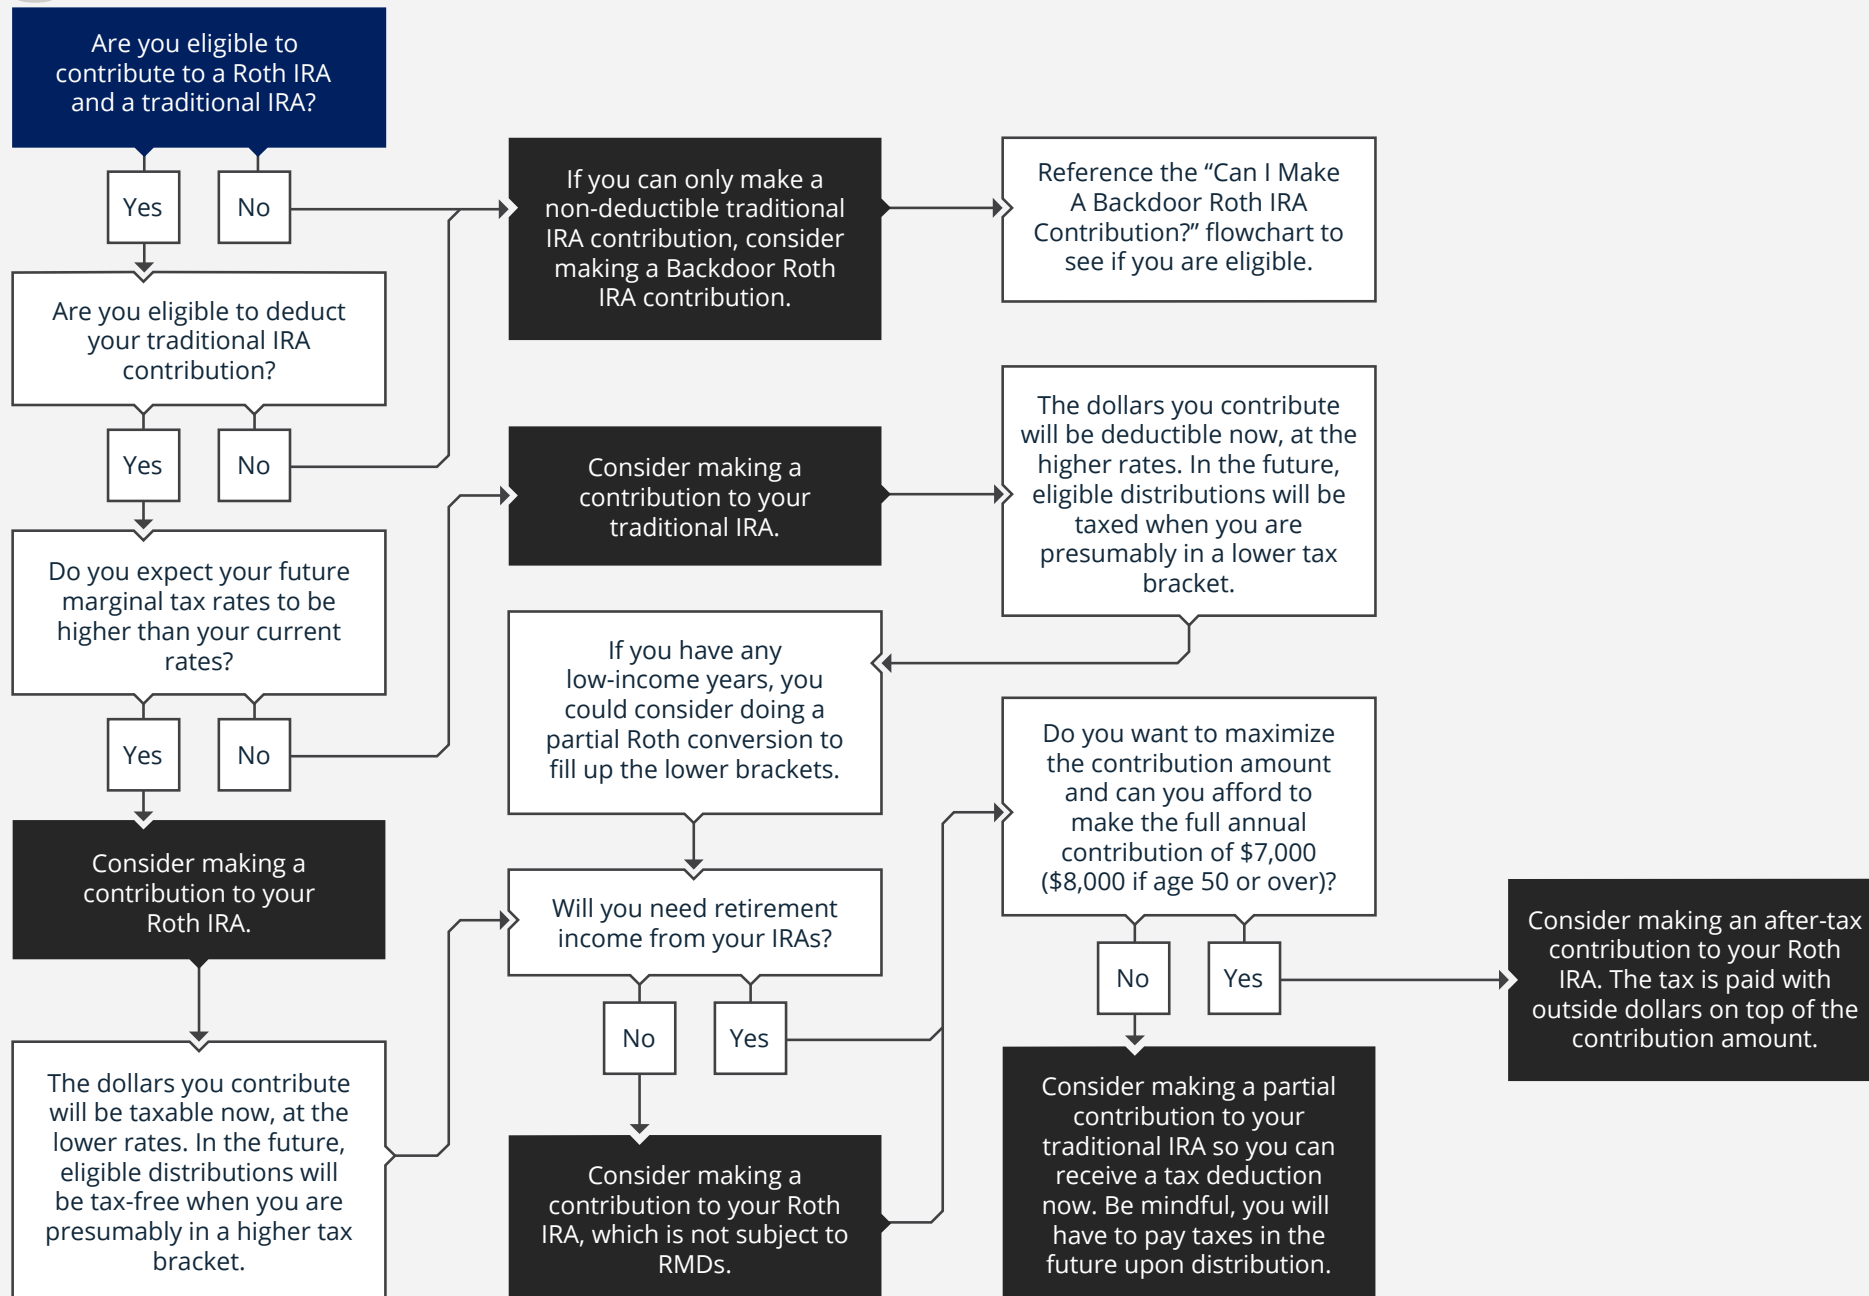 Are you eligible to
contribute to a Roth IRA
and a traditional IRA?
Yes
No
If you can only make a
non-deductible traditional
IRA contribution, consider
making a Backdoor Roth
IRA contribution.
Reference the “Can I Make
A Backdoor Roth IRA
Contribution?” flowchart to
see if you are eligible.
Are you eligible to deduct
your traditional IRA
contribution?
Yes
No
Do you expect your future
marginal tax rates to be
higher than your current
rates?
Yes
No
Consider making a
contribution to your
traditional IRA.
The dollars you contribute
will be deductible now, at the
higher rates. In the future,
eligible distributions will be
taxed when you are
presumably in a lower tax
bracket.
If you have any
low-income years, you
could consider doing a
partial Roth conversion to
fill up the lower brackets.
Consider making a
contribution to your
Roth IRA.
The dollars you contribute
will be taxable now, at the
lower rates. In the future,
eligible distributions will
be tax-free when you are
presumably in a higher tax
bracket.
Will you need retirement
income from your IRAs?
No
Yes
Consider making a
contribution to your Roth
IRA, which is not subject to
RMDs.
Do you want to maximize
the contribution amount
and can you afford to
make the full annual
contribution of $7,000
($8,000 if age 50 or over)?
No
Yes
Consider making a partial
contribution to your
traditional IRA so you can
receive a tax deduction
now. Be mindful, you will
have to pay taxes in the
future upon distribution.
Consider making an after-tax
contribution to your Roth
IRA. The tax is paid with
outside dollars on top of the
contribution amount.